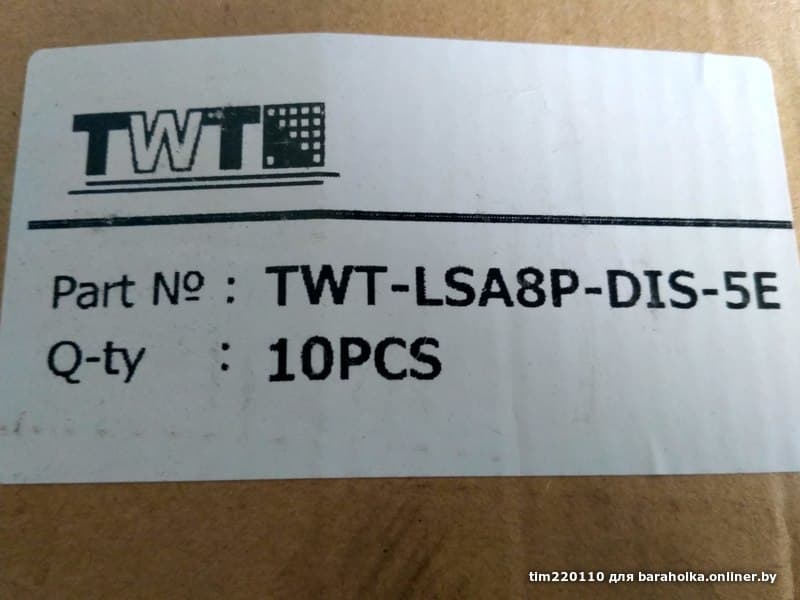 TWT
Part Nº : TWT-LSA8P-DIS-5E
Q-ty : 10PCS
tim220110 для baraholka.onliner.by